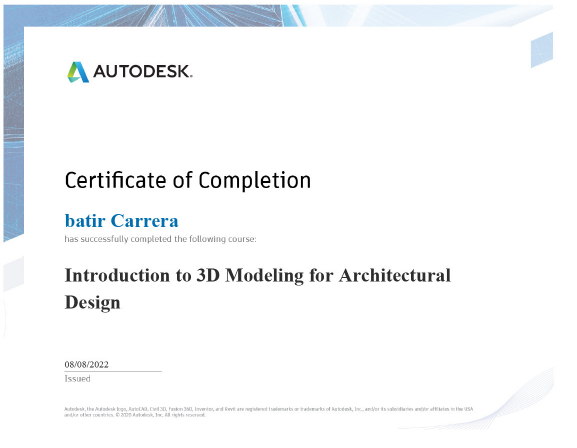 AUTODESK.
Certificate of Completion
batir Carrera
has successfully completed the following course:
Introduction to 3D Modeling for Architectural
Design
08/08/2022
Issued
Autodesk, the Autodesk logo, AutoCAD, Civil 3D, Fusion 360, Inventor, and Revit are registered trademarks or trademarks of Autodesk, Inc., and/or its subsidiaries and/or affiliates in the USA
and/or other countries. © 2020 Autodesk, Inc. All rights reserved.